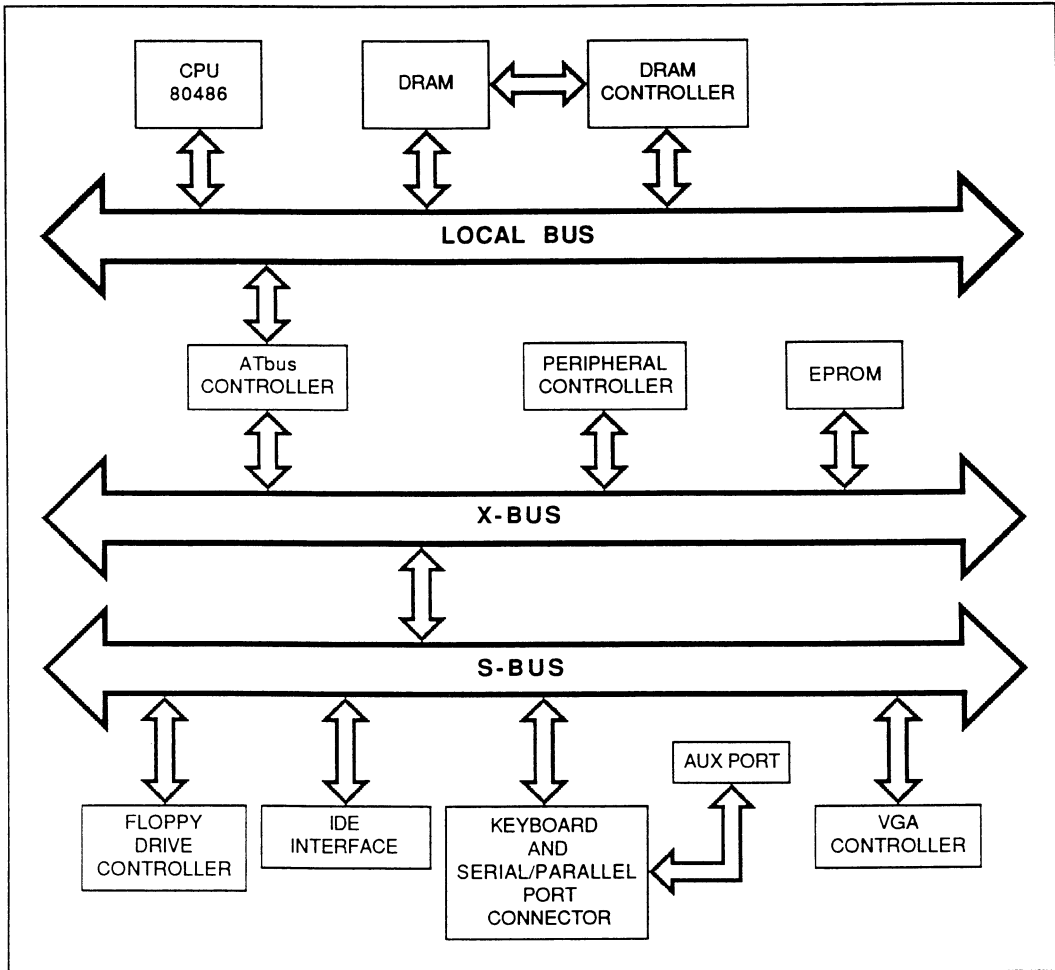 CPU
80486
DRAM
DRAM
CONTROLLER
LOCAL BUS
ATbus
CONTROLLER
PERIPHERAL
CONTROLLER
EPROM
X-BUS
S-BUS
AUX PORT
FLOPPY
DRIVE
CONTROLLER
IDE
INTERFACE
KEYBOARD
AND
SERIAL/PARALLEL
PORT
CONNECTOR
VGA
CONTROLLER